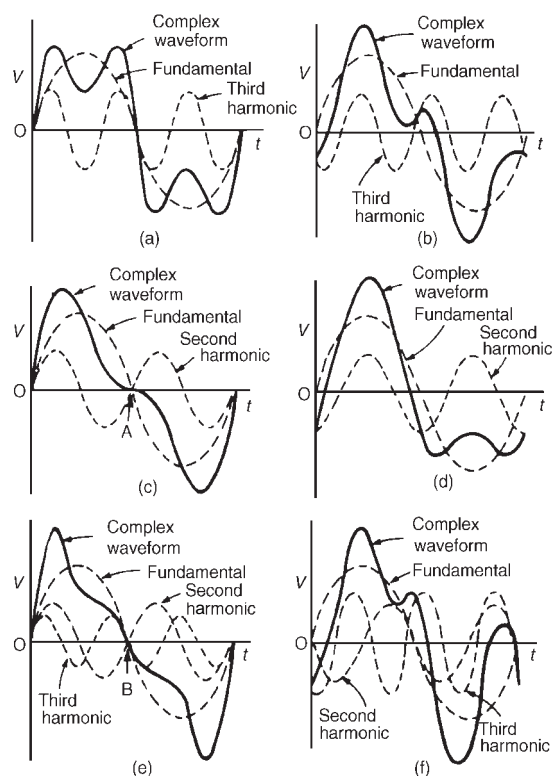 Complex
waveform
Fundamental
Third
harmonic
V
O
t
(a)
Complex
waveform
Fundamental
V
O
t
Third
harmonic
(b)
Complex
waveform
Fundamental
Second
harmonic
V
O
t
A
(c)
Complex
waveform
Fundamental
Second
harmonic
V
O
t
(d)
Complex
waveform
Fundamental
Second
harmonic
V
O
t
Third
harmonic
B
(e)
Complex
waveform
Fundamental
V
O
t
Second
harmonic
Third
harmonic
(f)